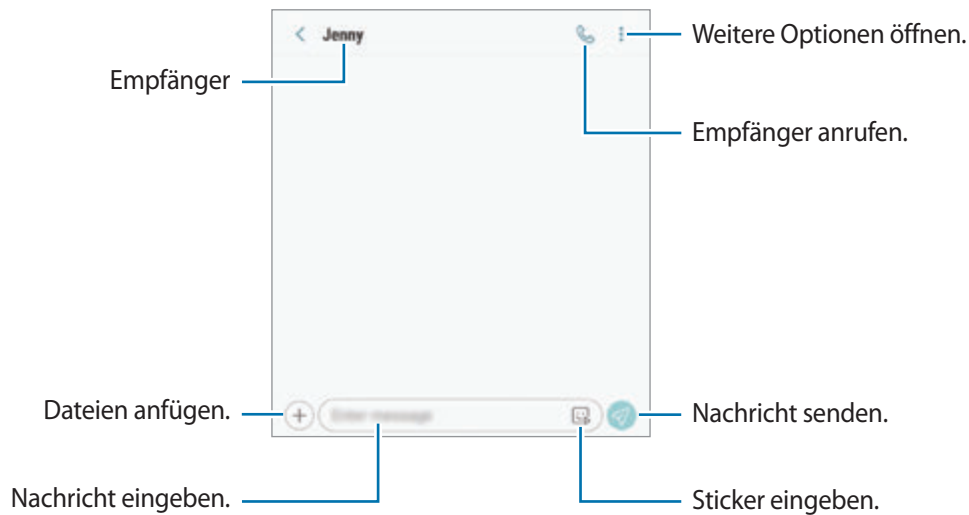 Jenny
Weitere Optionen öffnen.
Empfänger
Empfänger anrufen.
Dateien anfügen.
Nachricht senden.
Nachricht eingeben.
Sticker eingeben.